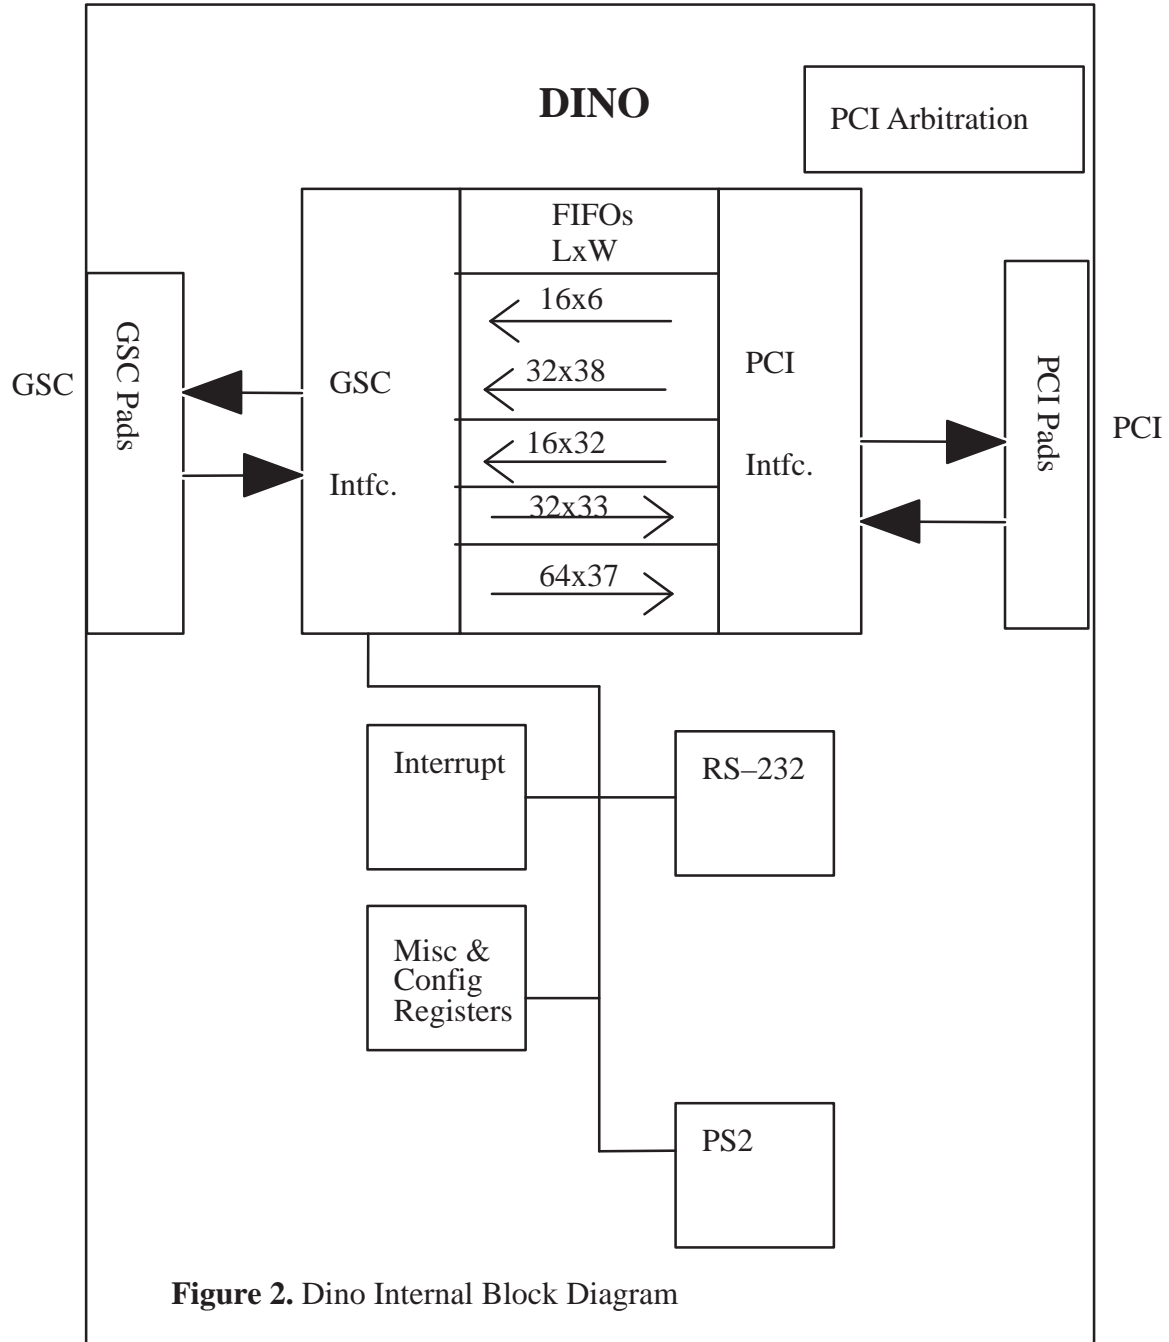 DINO
PCI Arbitration
FIFOs
LxW
16x6
32x38
16x32
32x33
64x37
GSC
GSC Pads
GSC
Intfc.
PCI
Intfc.
PCI Pads
PCI
Interrupt
RS–232
Misc &
Config
Registers
PS2
Figure 2. Dino Internal Block Diagram